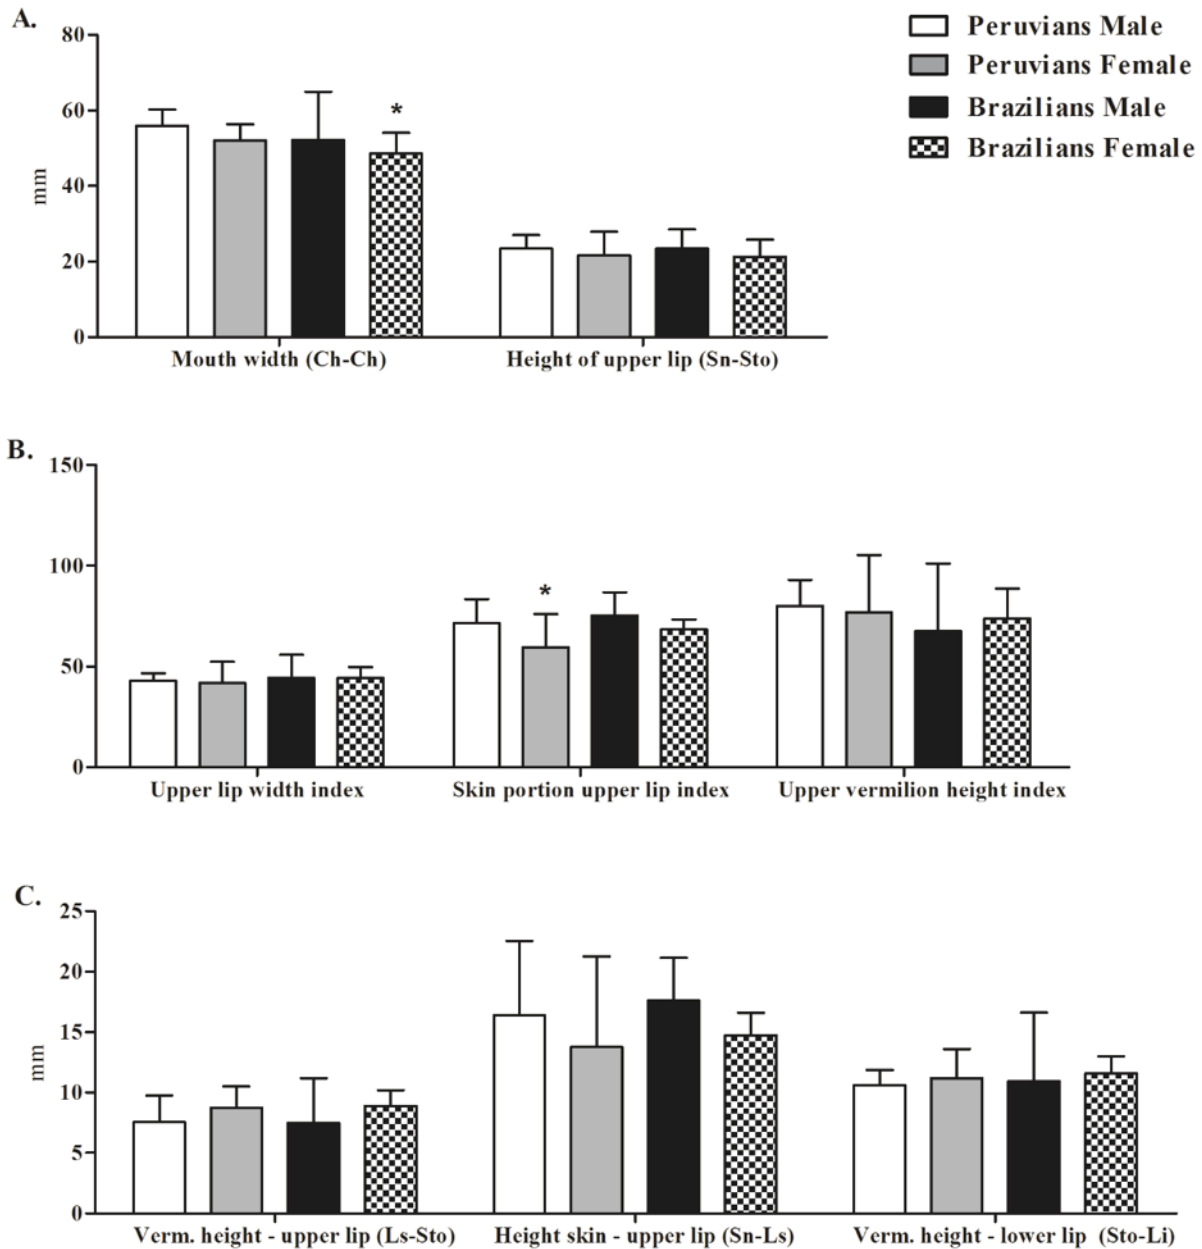 A.
Peruvians Male
Peruvians Female
Brazilians Male
Brazilians Female
80
60
40
20
0
mm
*
Mouth width (Ch-Ch)
Height of upper lip (Sn-Sto)
B.
150
100
50
0
*
Upper lip width index
Skin portion upper lip index
Upper vermilion height index
C.
25
20
15
10
5
0
mm
Verm. height - upper lip (Ls-Sto)
Height skin - upper lip (Sn-Ls)
Verm. height - lower lip (Sto-Li)